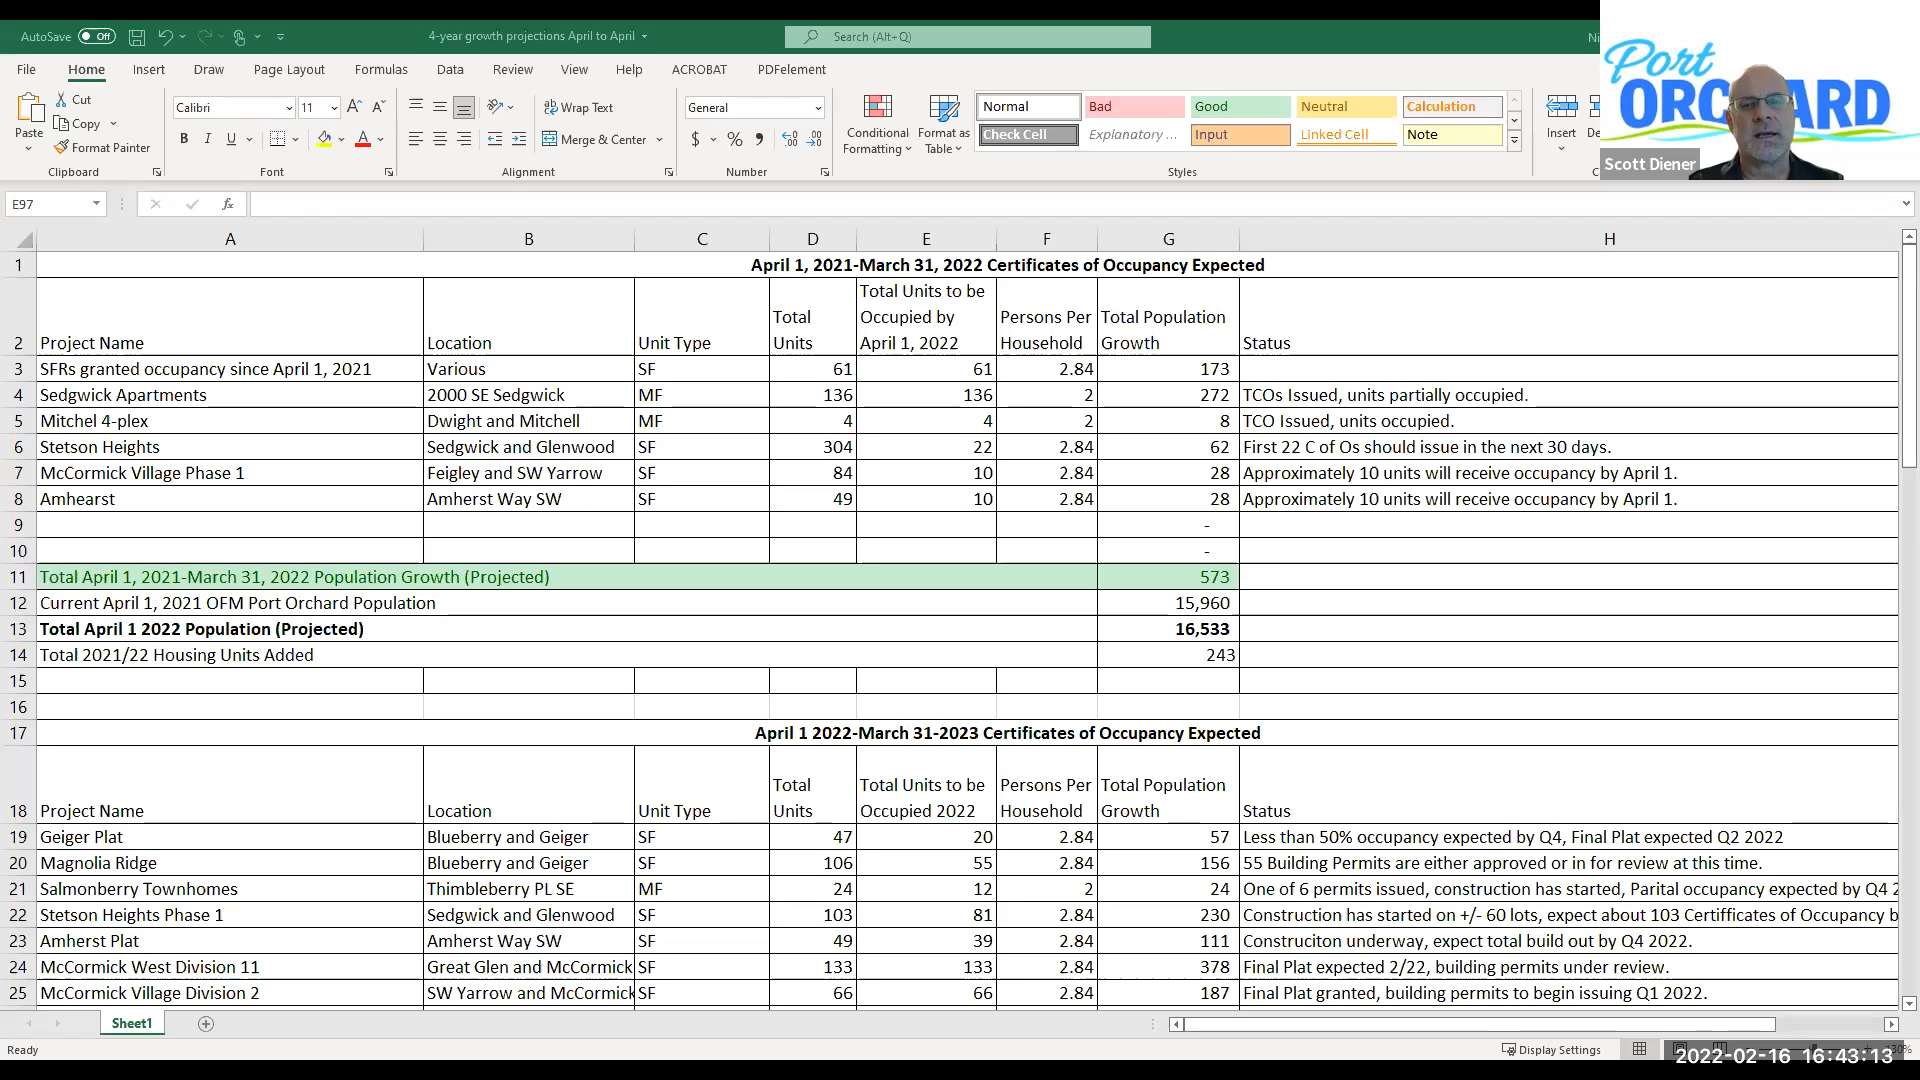 AutoSave Off 4-year growth projections April to April Search (Alt+Q) Ni
File Home Insert Draw Page Layout Formulas Data Review View Help ACROBAT PDFelement
Port
ORCHARD
Scott Diener
Paste Cut
Copy
Format Painter
Clipboard
Calibri 11
B I U
Font
Wrap Text
Merge & Center
Alignment
General
$ % 9
Number
Conditional Formatting
Format as Table
Normal Bad Good Neutral Calculation
Check Cell Explanatory ... Input Linked Cell Note
Styles
Insert De
E97 fx
A B C D E F G H
1 April 1, 2021-March 31, 2022 Certificates of Occupancy Expected
2 Project Name Location Unit Type Total Units Total Units to be Occupied by April 1, 2022 Persons Per Household Total Population Growth Status
3 SFRs granted occupancy since April 1, 2021 Various SF 61 61 2.84 173
4 Sedgwick Apartments 2000 SE Sedgwick MF 136 136 2 272 TCOs Issued, units partially occupied.
5 Mitchel 4-plex Dwight and Mitchell MF 4 4 2 8 TCO Issued, units occupied.
6 Stetson Heights Sedgwick and Glenwood SF 304 22 2.84 62 First 22 C of Os should issue in the next 30 days.
7 McCormick Village Phase 1 Feigley and SW Yarrow SF 84 10 2.84 28 Approximately 10 units will receive occupancy by April 1.
8 Amhearst Amherst Way SW SF 49 10 2.84 28 Approximately 10 units will receive occupancy by April 1.
9 -
10 -
11 Total April 1, 2021-March 31, 2022 Population Growth (Projected) 573
12 Current April 1, 2021 OFM Port Orchard Population 15,960
13 Total April 1 2022 Population (Projected) 16,533
14 Total 2021/22 Housing Units Added 243
15
16
17 April 1 2022-March 31-2023 Certificates of Occupancy Expected
18 Project Name Location Unit Type Total Units Total Units to be Occupied 2022 Persons Per Household Total Population Growth Status
19 Geiger Plat Blueberry and Geiger SF 47 20 2.84 57 Less than 50% occupancy expected by Q4, Final Plat expected Q2 2022
20 Magnolia Ridge Blueberry and Geiger SF 106 55 2.84 156 55 Building Permits are either approved or in for review at this time.
21 Salmonberry Townhomes Thimbleberry PL SE MF 24 12 2 24 One of 6 permits issued, construction has started, Parital occupancy expected by Q4 2
22 Stetson Heights Phase 1 Sedgwick and Glenwood SF 103 81 2.84 230 Construction has started on +/- 60 lots, expect about 103 Certifficates of Occupancy b
23 Amherst Plat Amherst Way SW SF 49 39 2.84 111 Construciton underway, expect total build out by Q4 2022.
24 McCormick West Division 11 Great Glen and McCormick SF 133 133 2.84 378 Final Plat expected 2/22, building permits under review.
25 McCormick Village Division 2 SW Yarrow and McCormick SF 66 66 2.84 187 Final Plat granted, building permits to begin issuing Q1 2022.
Sheet1
Ready Display Settings
2022-02-16 16:43:13